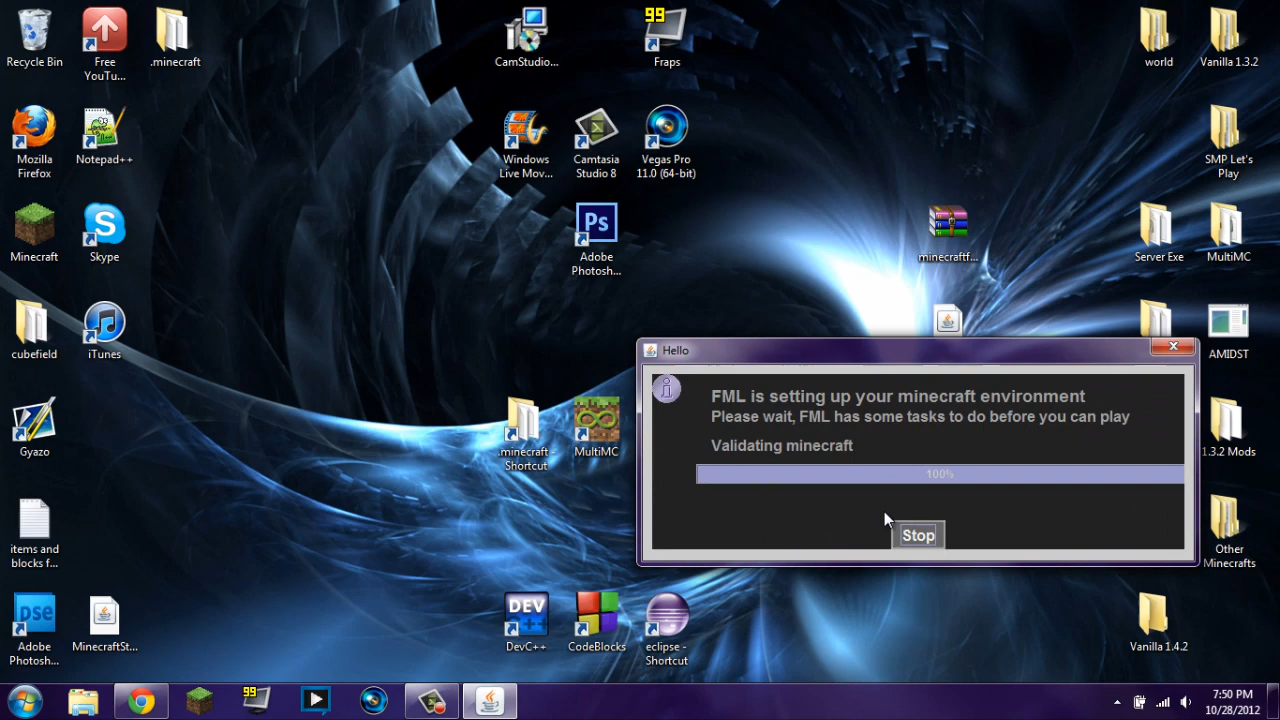 Recycle Bin
Free
YouTu...
.minecraft
CamStudio...
99
Fraps
world
Vanilla 1.3.2
Mozilla
Firefox
Notepad++
Windows
Live Mov...
Camtasia
Studio 8
Vegas Pro
11.0 (64-bit)
SMP Let's
Play
Minecraft
S
Skype
Ps
Adobe
Photosh...
minecraftf...
Server Exe
MultiMC
cubefield
iTunes
AMIDST
Hello
FML is setting up your minecraft environment
Please wait, FML has some tasks to do before you can play
Validating minecraft
100%
Stop
Gyazo
.minecraft -
Shortcut
MultiMC
1.3.2 Mods
items and
blocks f...
Other
Minecrafts
pse
Adobe
Photosh...
MinecraftSt...
DEV
C++
DevC++
CodeBlocks
eclipse -
Shortcut
Vanilla 1.4.2
99
7:50 PM
10/28/2012